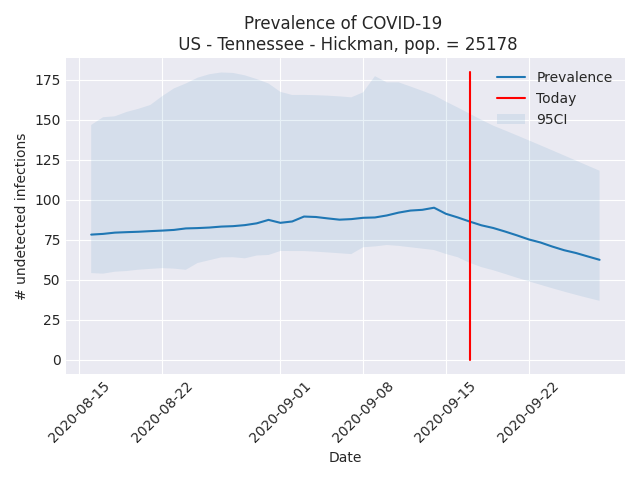 Prevalence of COVID-19
US - Tennessee - Hickman, pop. = 25178
Prevalence
Today
95CI
# undetected infections
175
150
125
100
75
50
25
0
2020-08-15
2020-08-22
2020-09-01
2020-09-08
2020-09-15
2020-09-22
Date